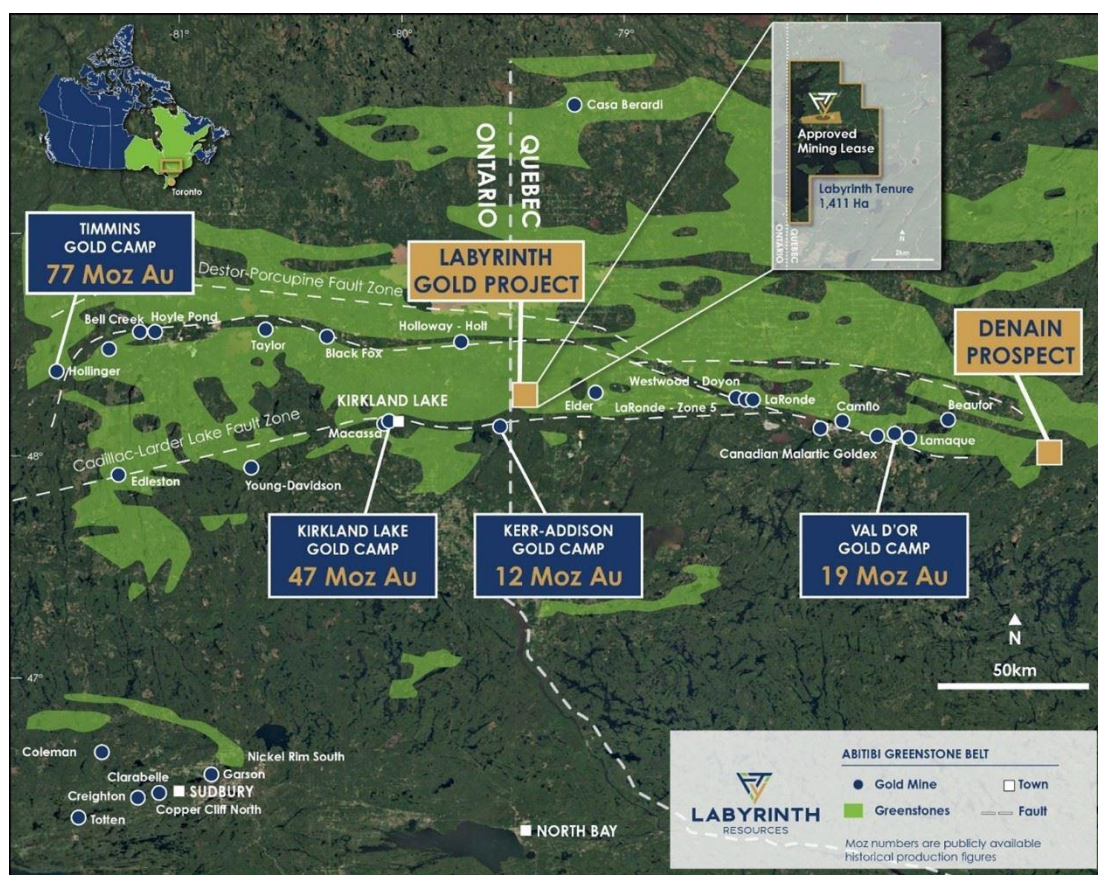 -81°
-80°
-79°
Toronto
Casa Berardi
ONTARIO
QUEBEC
Approved
Mining Lease
Labyrinth Tenure
1,411 Ha
ONTARIO
QUEBEC
N
2km
TIMMINS
GOLD CAMP
77 Moz Au
Destor-Porcupine Fault Zone
LABYRINTH
GOLD PROJECT
Bell Creek
Hoyle Pond
Hollinger
Taylor
Black Fox
Holloway - Holt
DENAIN
PROSPECT
KIRKLAND LAKE
Macassa
Elder
Westwood - Doyon
LaRonde
LaRonde - Zone 5
Camflo
Beaufor
Canadian Malartic
Goldex
Lamaque
Cadillac-Larder Lake Fault Zone
48°
Edleston
Young-Davidson
KIRKLAND LAKE
GOLD CAMP
47 Moz Au
KERR-ADDISON
GOLD CAMP
12 Moz Au
VAL D'OR
GOLD CAMP
19 Moz Au
N
50km
47°
Coleman
Nickel Rim South
Clarabelle
Garson
Creighton
SUDBURY
Copper Cliff North
Totten
NORTH BAY
LABYRINTH
RESOURCES
ABITIBI GREENSTONE BELT
Gold Mine
Town
Greenstones
Fault
Moz numbers are publicly available
historical production figures